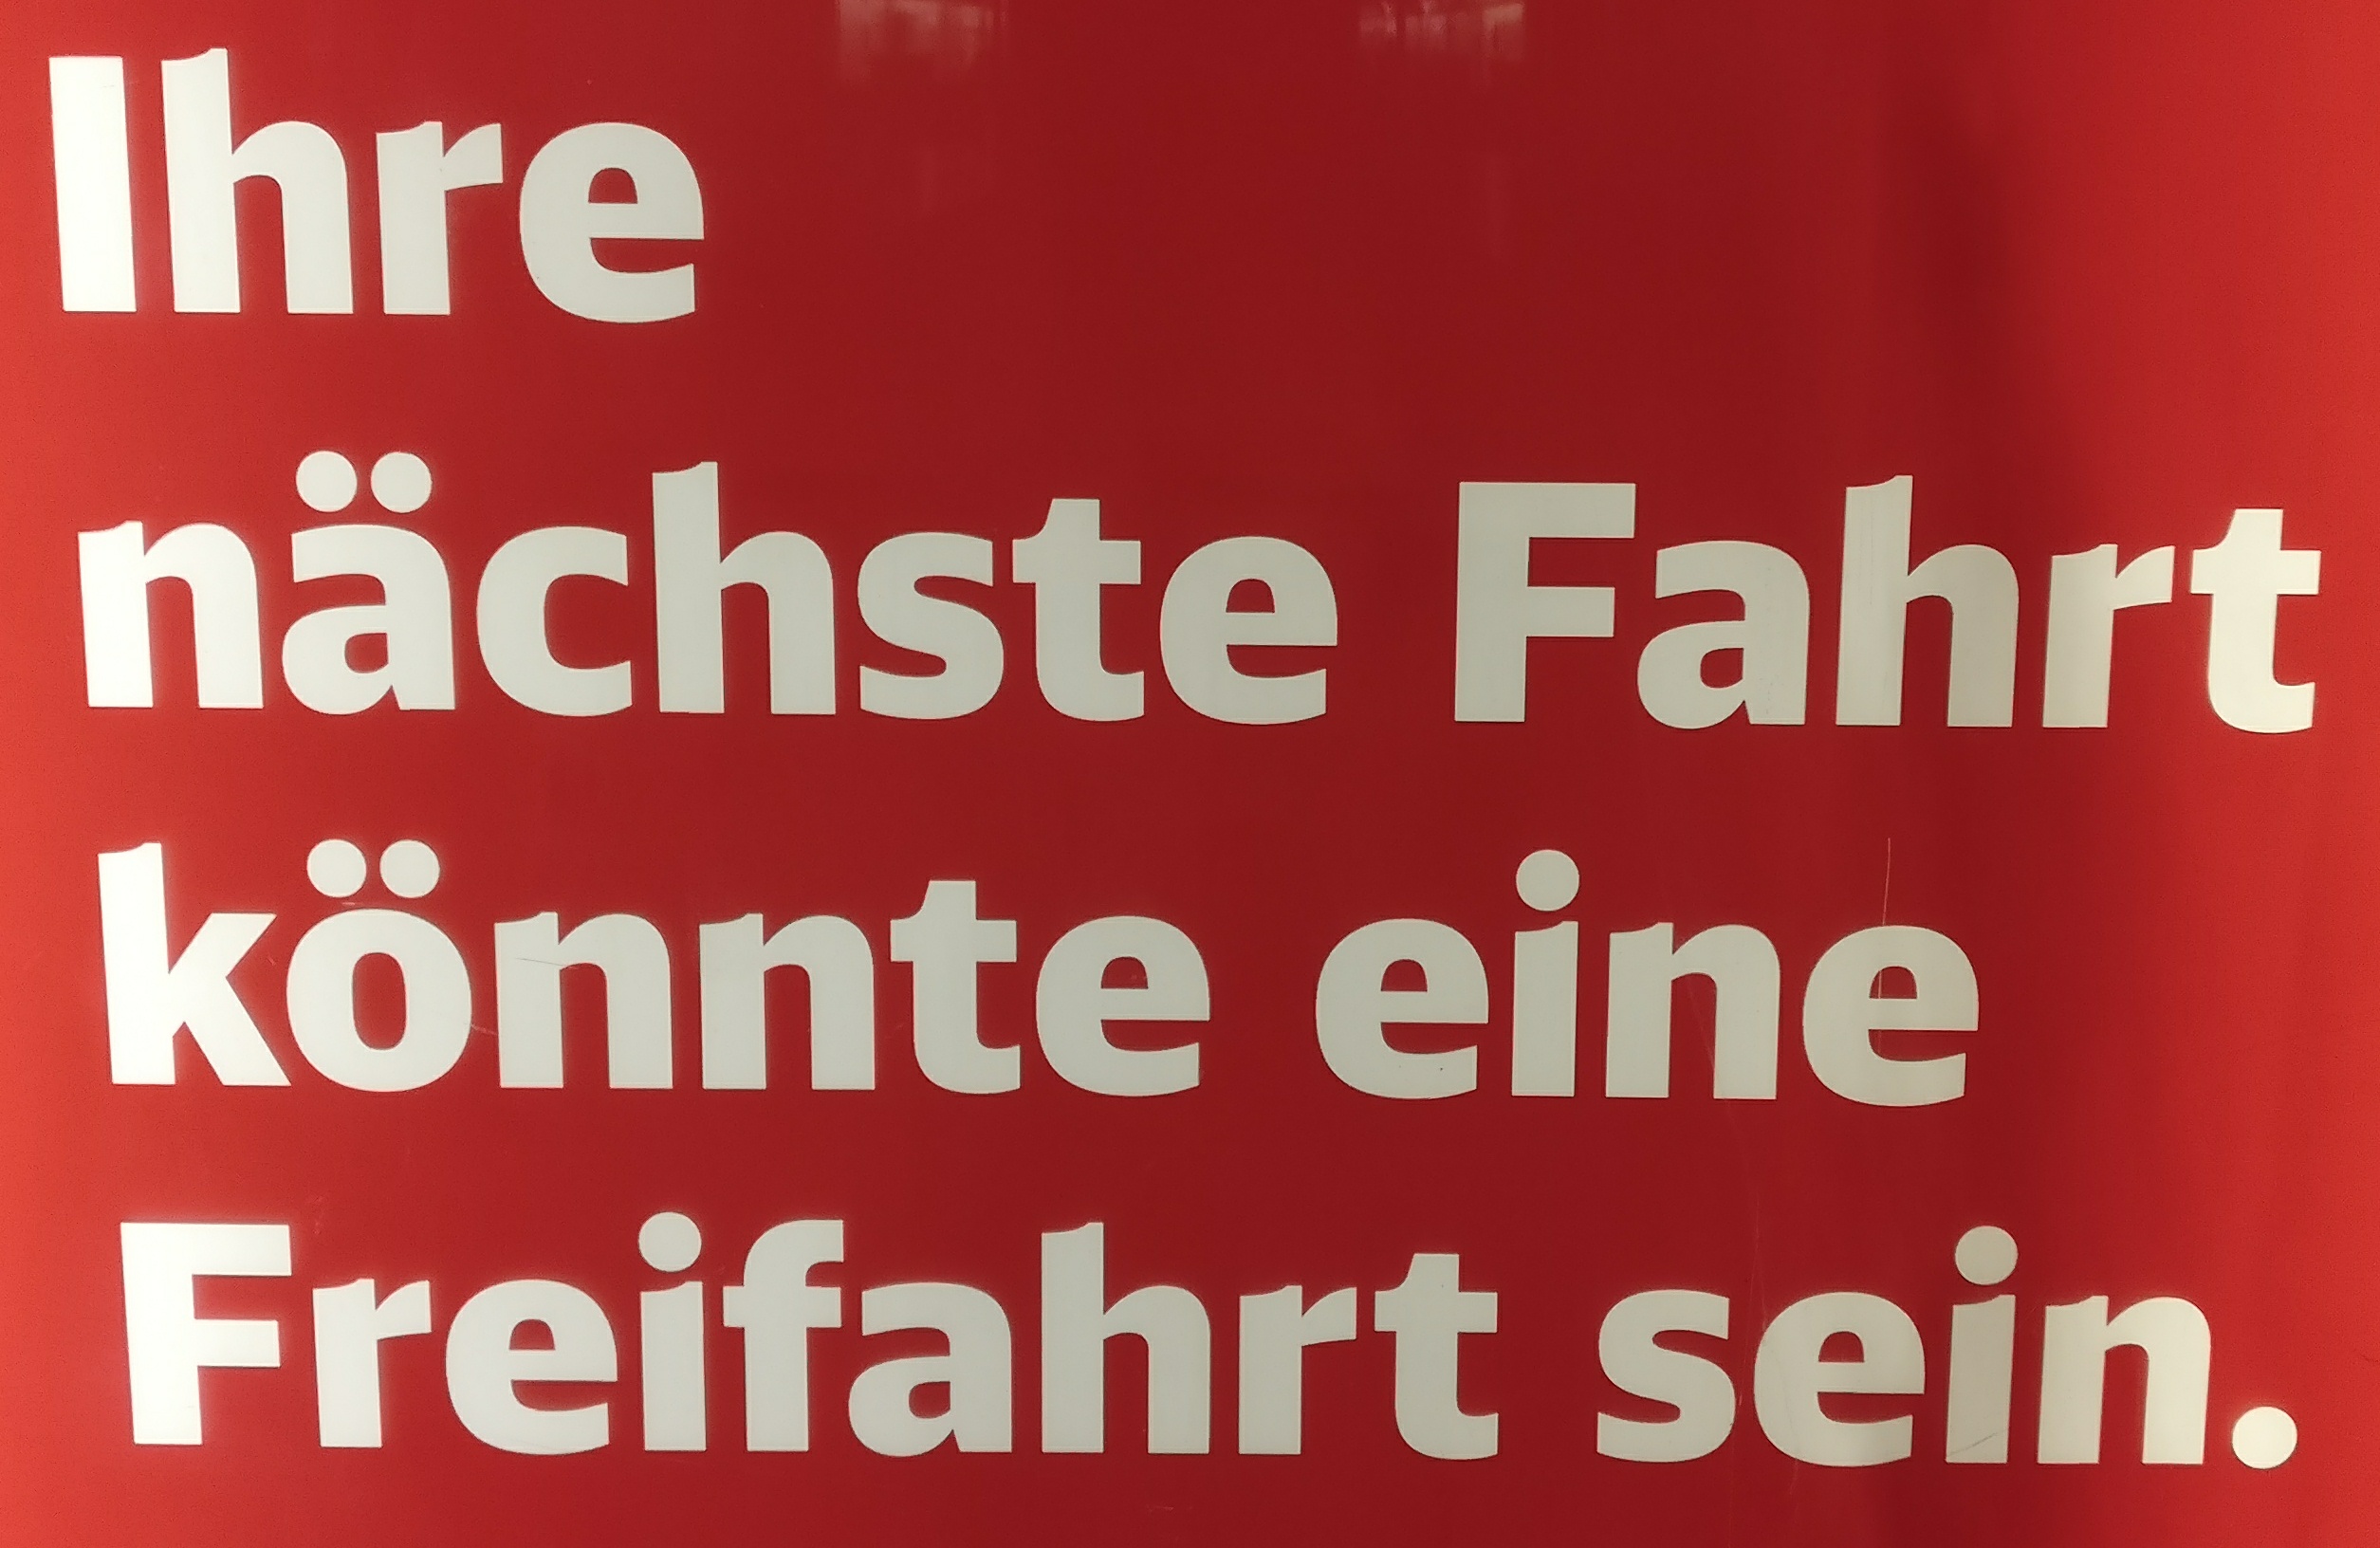 Ihre
nächste Fahrt
könnte eine
Freifahrt sein.